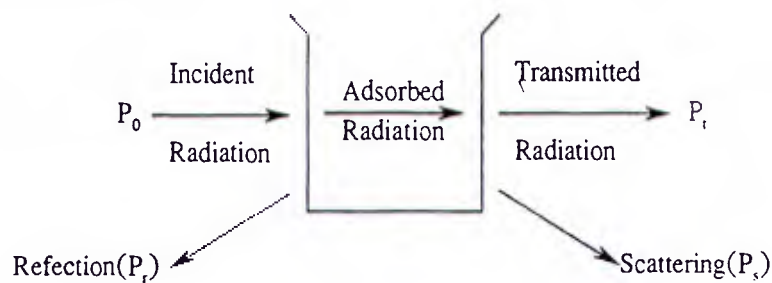 Incident
P₀
Radiation
Adsorbed
Radiation
Transmitted
Radiation
Pₜ
Refection(Pᵣ)
Scattering(Pₛ)